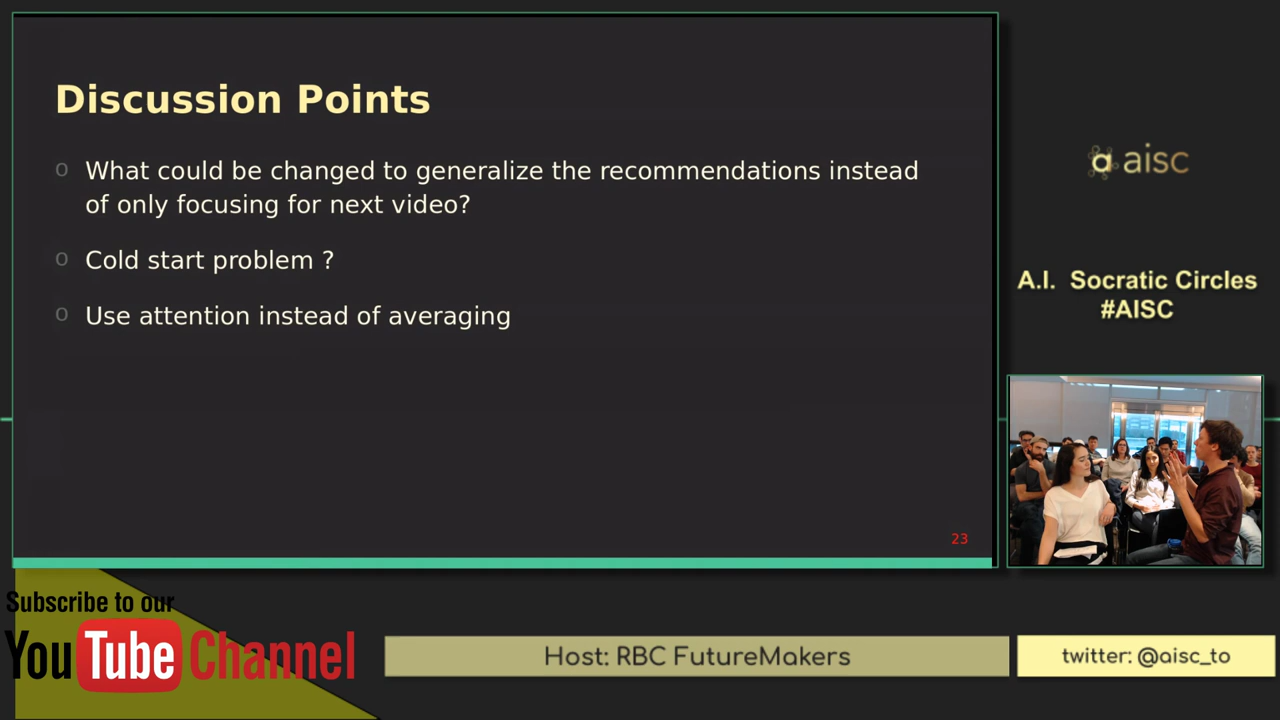 Discussion Points
o What could be changed to generalize the recommendations instead
of only focusing for next video?
o Cold start problem ?
o Use attention instead of averaging
23
aisc
A.I. Socratic Circles
#AISC
Subscribe to our
YouTube Channel
Host: RBC FutureMakers
twitter: @aisc_to